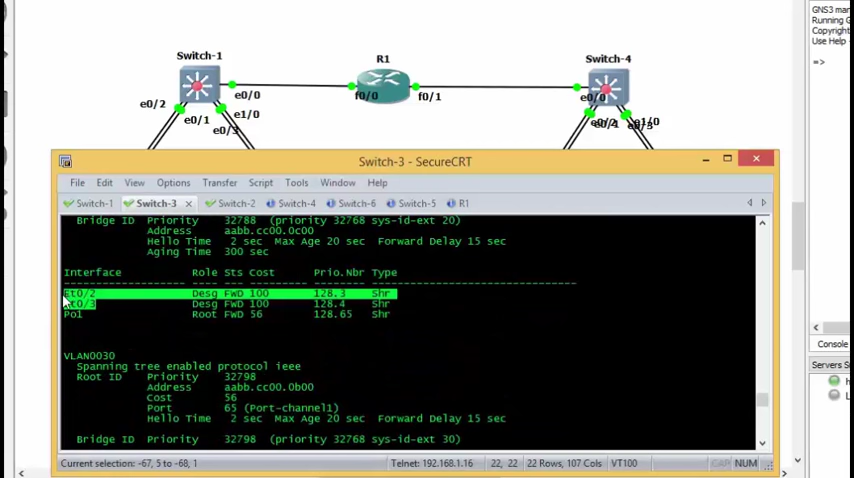 GNS3 man
Running G
Copyright
Use Help -
=>
Switch-1
R1
Switch-4
e0/2
e0/0
f0/0
f0/1
e0/0
e0/1
e1/0
e0/3
e1/0
Switch-3 - SecureCRT
File Edit View Options Transfer Script Tools Window Help
Switch-1 Switch-3 × Switch-2 Switch-4 Switch-6 Switch-5 R1
Bridge ID Priority 32788 (priority 32768 sys-id-ext 20)
Address aabb.cc00.0c00
Hello Time 2 sec Max Age 20 sec Forward Delay 15 sec
Aging Time 300 sec
Interface Role Sts Cost Prio.Nbr Type
Et0/2 Desg FWD 100 128.3 Shr
Et0/3 Desg FWD 100 128.4 Shr
Po1 Root FWD 56 128.65 Shr
VLAN0030
Spanning tree enabled protocol ieee
Root ID Priority 32798
Address aabb.cc00.0b00
Cost 56
Port 65 (Port-channel1)
Hello Time 2 sec Max Age 20 sec Forward Delay 15 sec
Bridge ID Priority 32798 (priority 32768 sys-id-ext 30)
Current selection: -67, 5 to -68, 1 Telnet: 192.168.1.16 22, 22 22 Rows, 107 Cols VT100 CAP NUM
Console
Servers Su
h
L